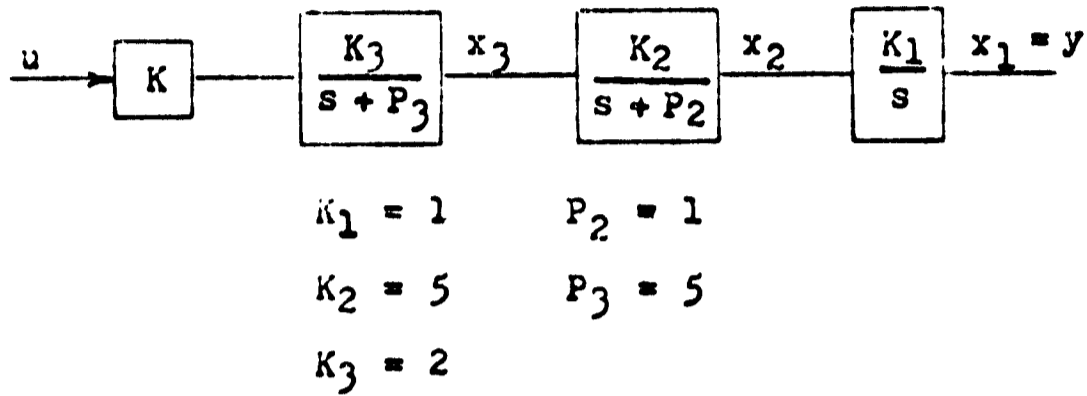 u
K
K3
s + P3
x3
K2
s + P2
x2
K1
s
x1 = y
K1 = 1
P2 = 1
K2 = 5
P3 = 5
K3 = 2